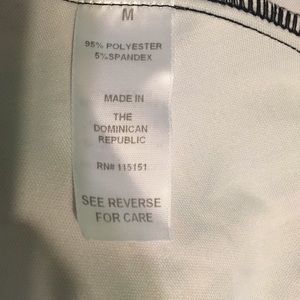 M
95% POLYESTER
5% SPANDEX
MADE IN
THE
DOMINICAN
REPUBLIC
RN# 115151
SEE REVERSE
FOR CARE